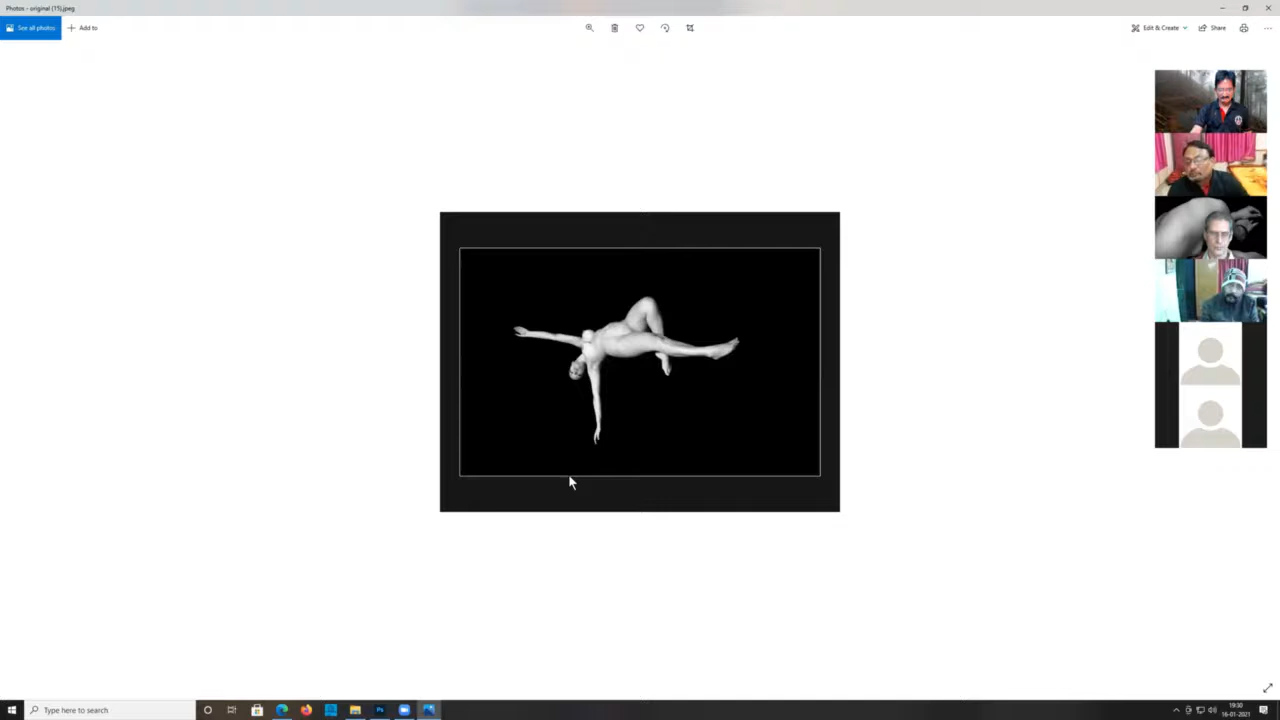 Photos - original (15).jpeg
See all photos
Add to
Edit & Create
Share
Type here to search
Ps
19:30
16-01-2021